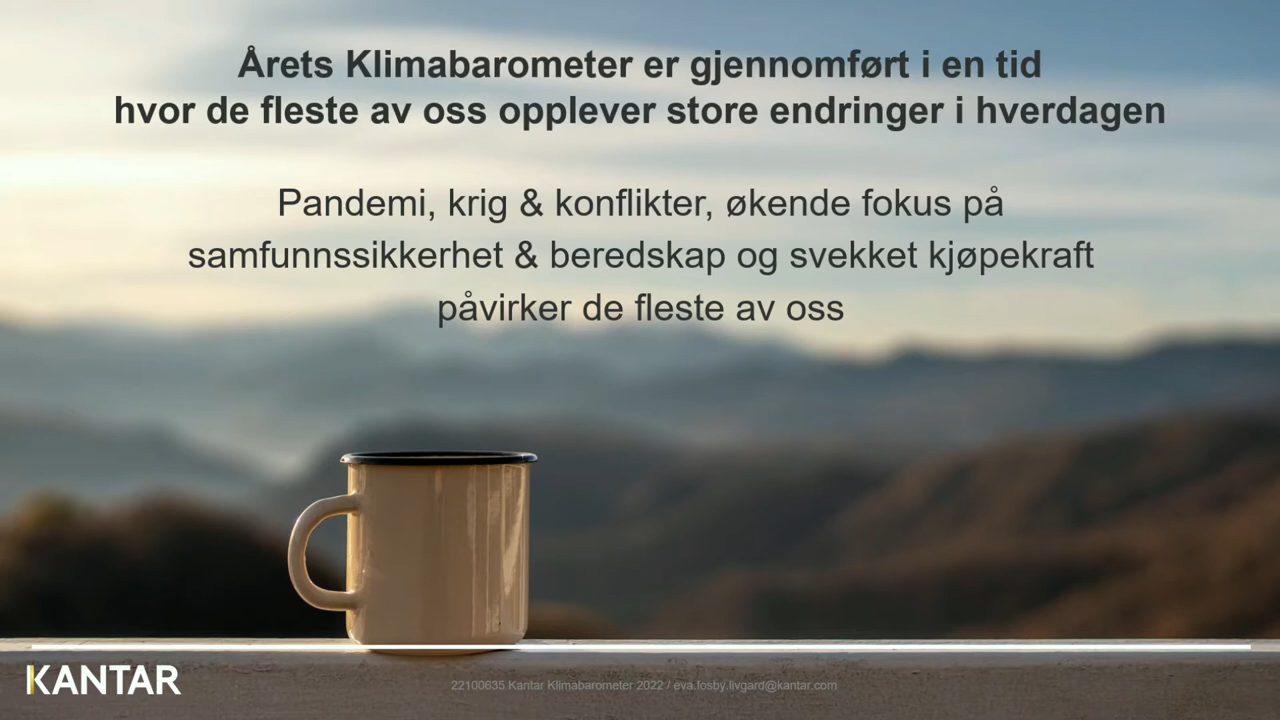 Årets Klimabarometer er gjennomført i en tid
hvor de fleste av oss opplever store endringer i hverdagen
Pandemi, krig & konflikter, økende fokus på
samfunnssikkerhet & beredskap og svekket kjøpekraft
påvirker de fleste av oss
KANTAR
22100635 Kantar Klimabarometer 2022 / eva.fosby.livgard@kantar.com